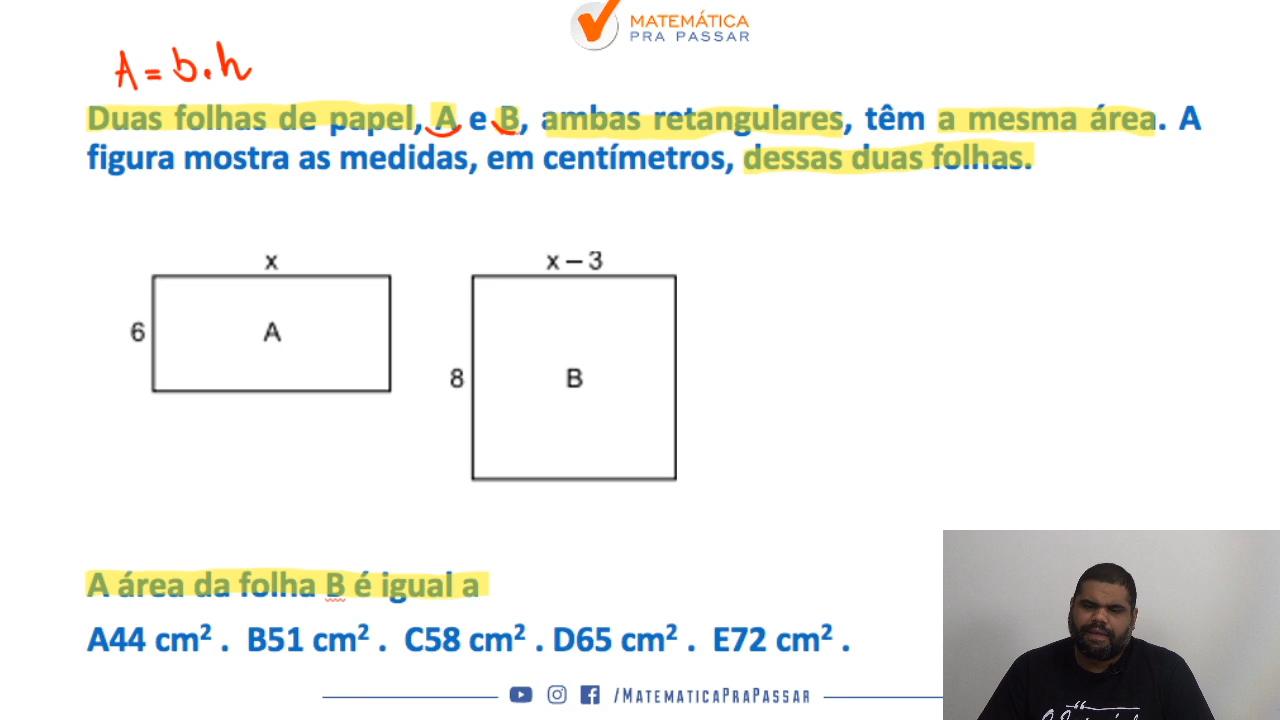 MATEMÁTICA
PRA PASSAR
A = b.h
Duas folhas de papel, A e B, ambas retangulares, têm a mesma área. A
figura mostra as medidas, em centímetros, dessas duas folhas.
x
x – 3
6
A
8
B
A área da folha B é igual a
A44 cm² . B51 cm² . C58 cm² . D65 cm² . E72 cm² .
/MatematicaPraPassar